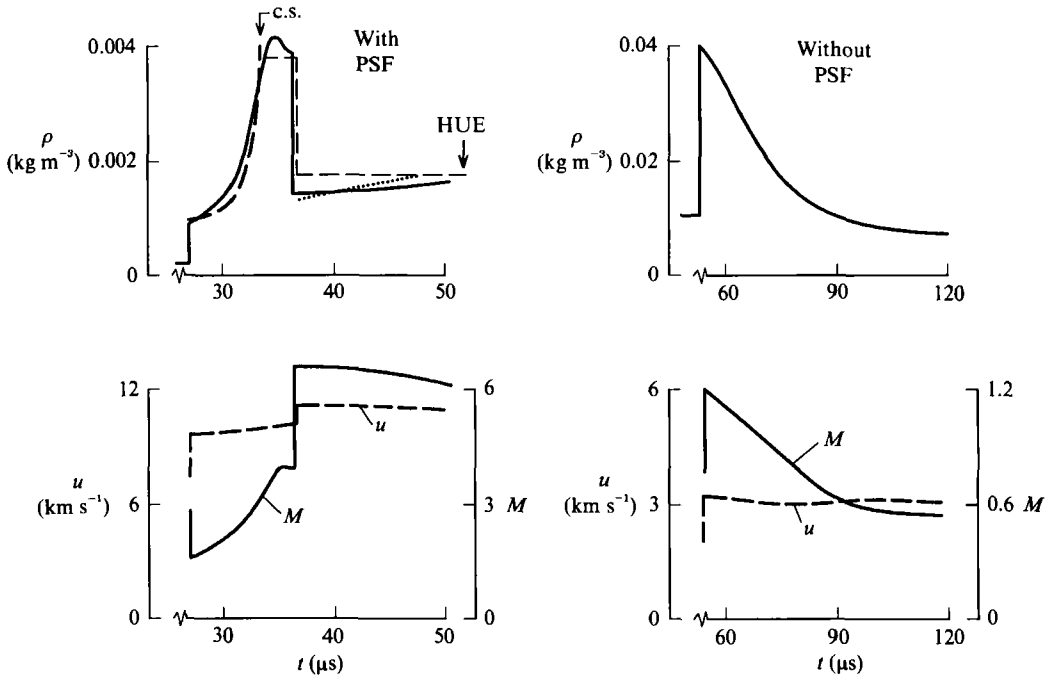 c.s.
With
PSF
HUE
0.004
0.002
0
ρ
(kg m⁻³)
30
40
50
Without
PSF
0.04
0.02
0
ρ
(kg m⁻³)
60
90
120
12
6
0
u
(km s⁻¹)
u
M
6
3
0
M
30
40
50
t (μs)
6
3
0
u
(km s⁻¹)
M
u
1.2
0.6
0
M
60
90
120
t (μs)